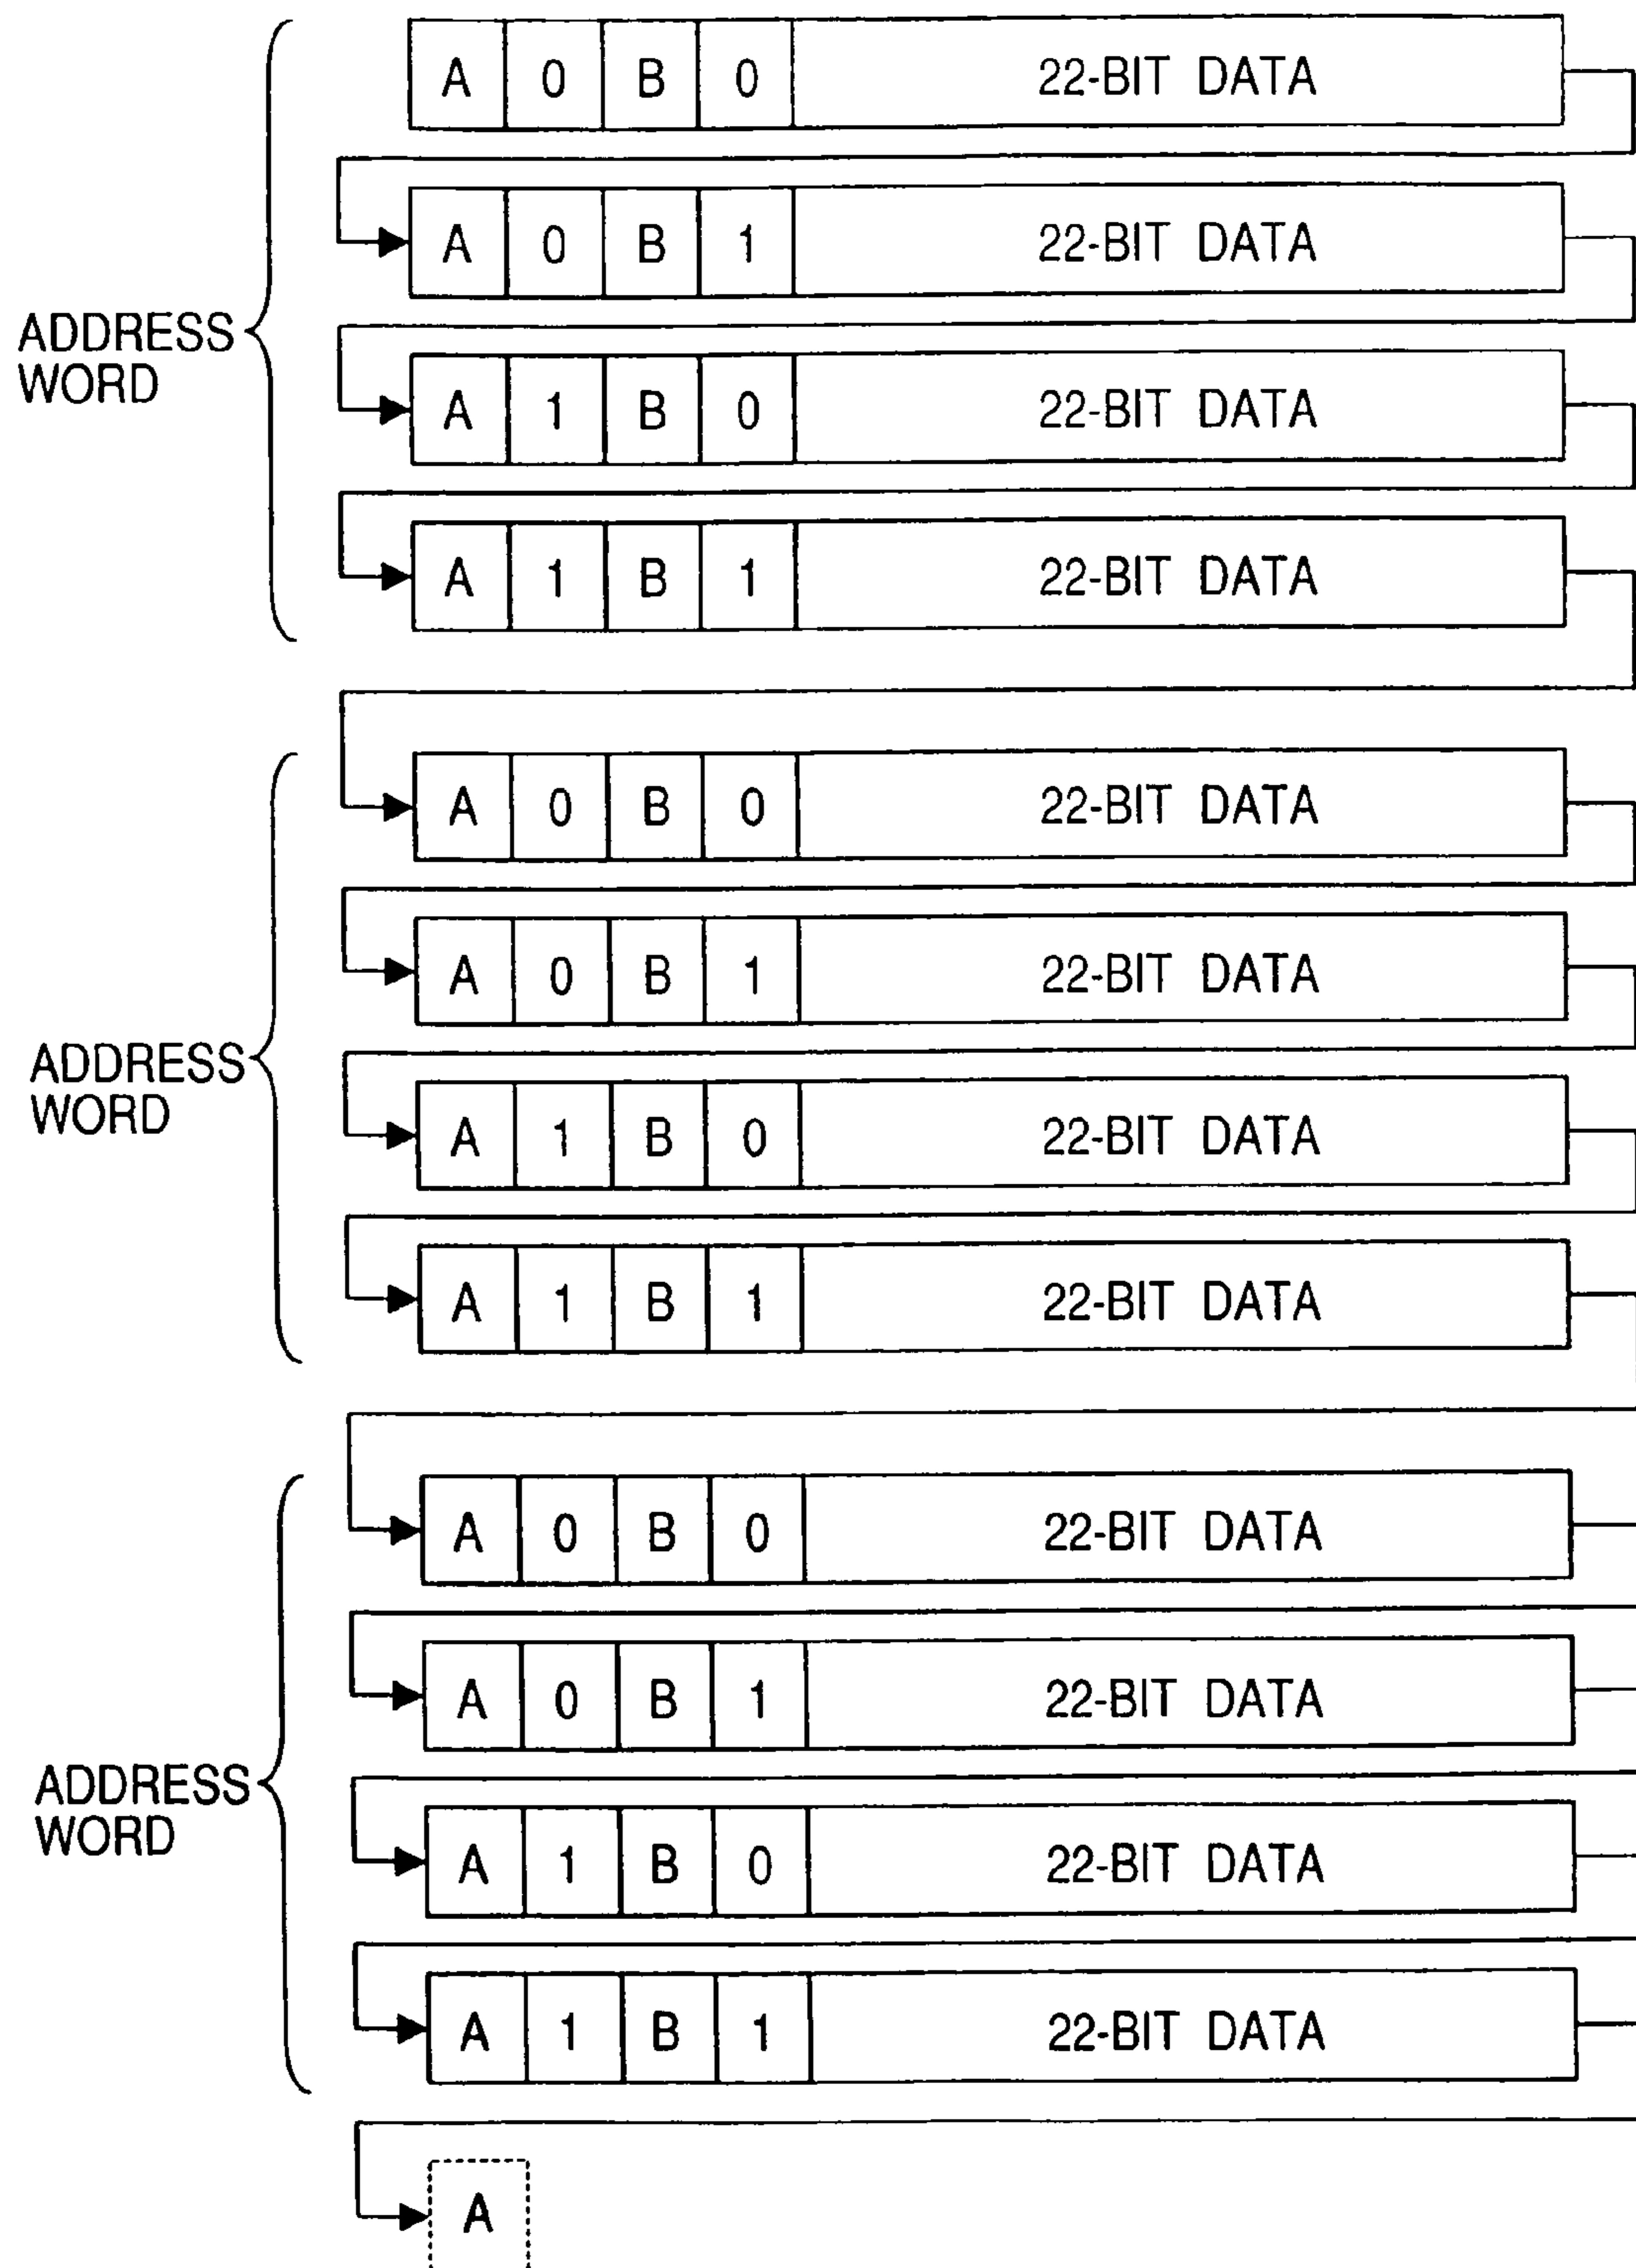 A 0 B 0 22-BIT DATA
A 0 B 1 22-BIT DATA
ADDRESS
WORD
A 1 B 0 22-BIT DATA
A 1 B 1 22-BIT DATA
A 0 B 0 22-BIT DATA
A 0 B 1 22-BIT DATA
ADDRESS
WORD
A 1 B 0 22-BIT DATA
A 1 B 1 22-BIT DATA
A 0 B 0 22-BIT DATA
A 0 B 1 22-BIT DATA
ADDRESS
WORD
A 1 B 0 22-BIT DATA
A 1 B 1 22-BIT DATA
A